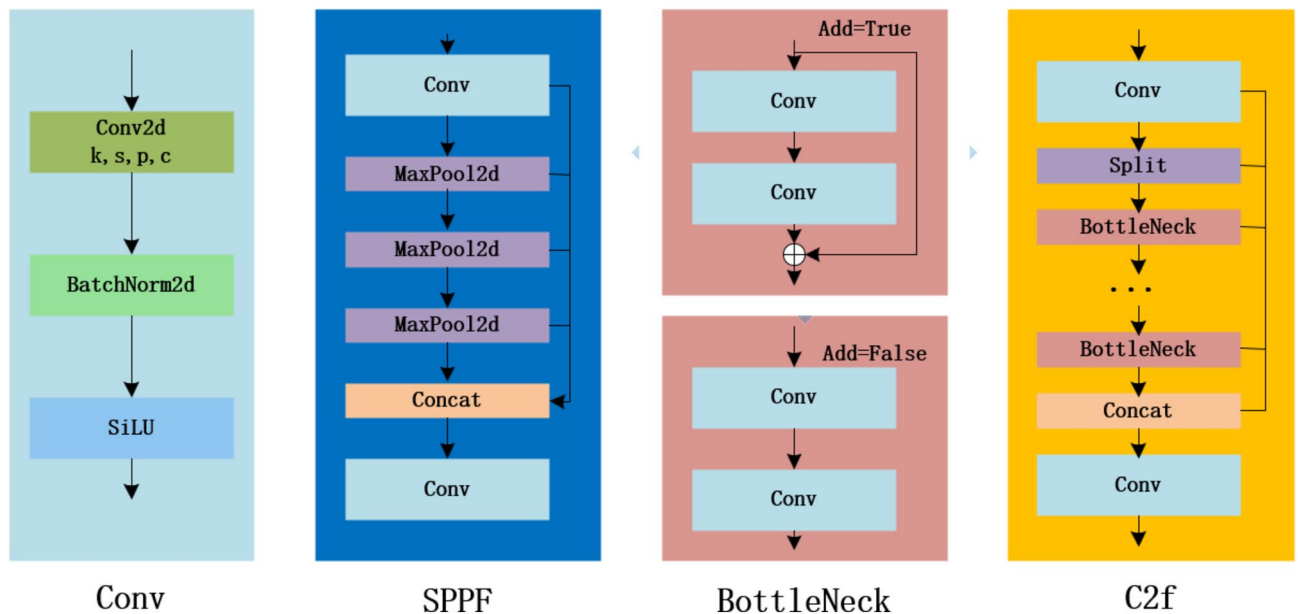 Conv2d
k,s,p,c
BatchNorm2d
SiLU
Conv
Conv
MaxPool2d
MaxPool2d
MaxPool2d
Concat
Conv
SPPF
Add=True
Conv
Conv
Add=False
Conv
Conv
BottleNeck
Conv
Split
BottleNeck
...
BottleNeck
Concat
Conv
C2f